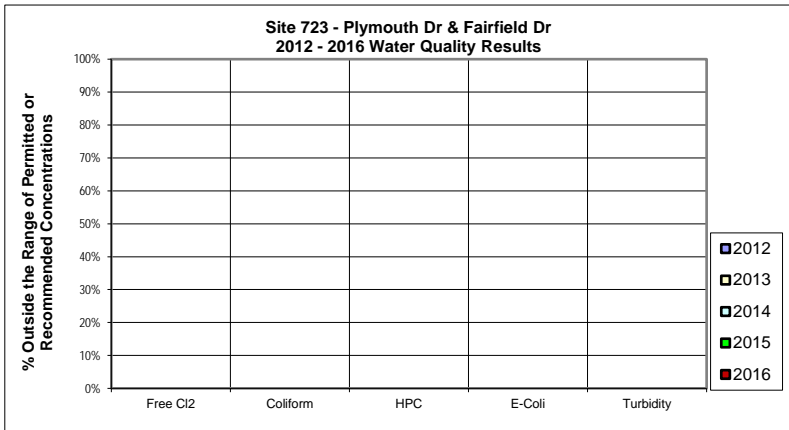 Site 723 - Plymouth Dr & Fairfield Dr
2012 - 2016 Water Quality Results
% Outside the Range of Permitted or
Recommended Concentrations
100%
90%
80%
70%
60%
50%
40%
30%
20%
10%
0%
Free Cl2
Coliform
HPC
E-Coli
Turbidity
2012
2013
2014
2015
2016